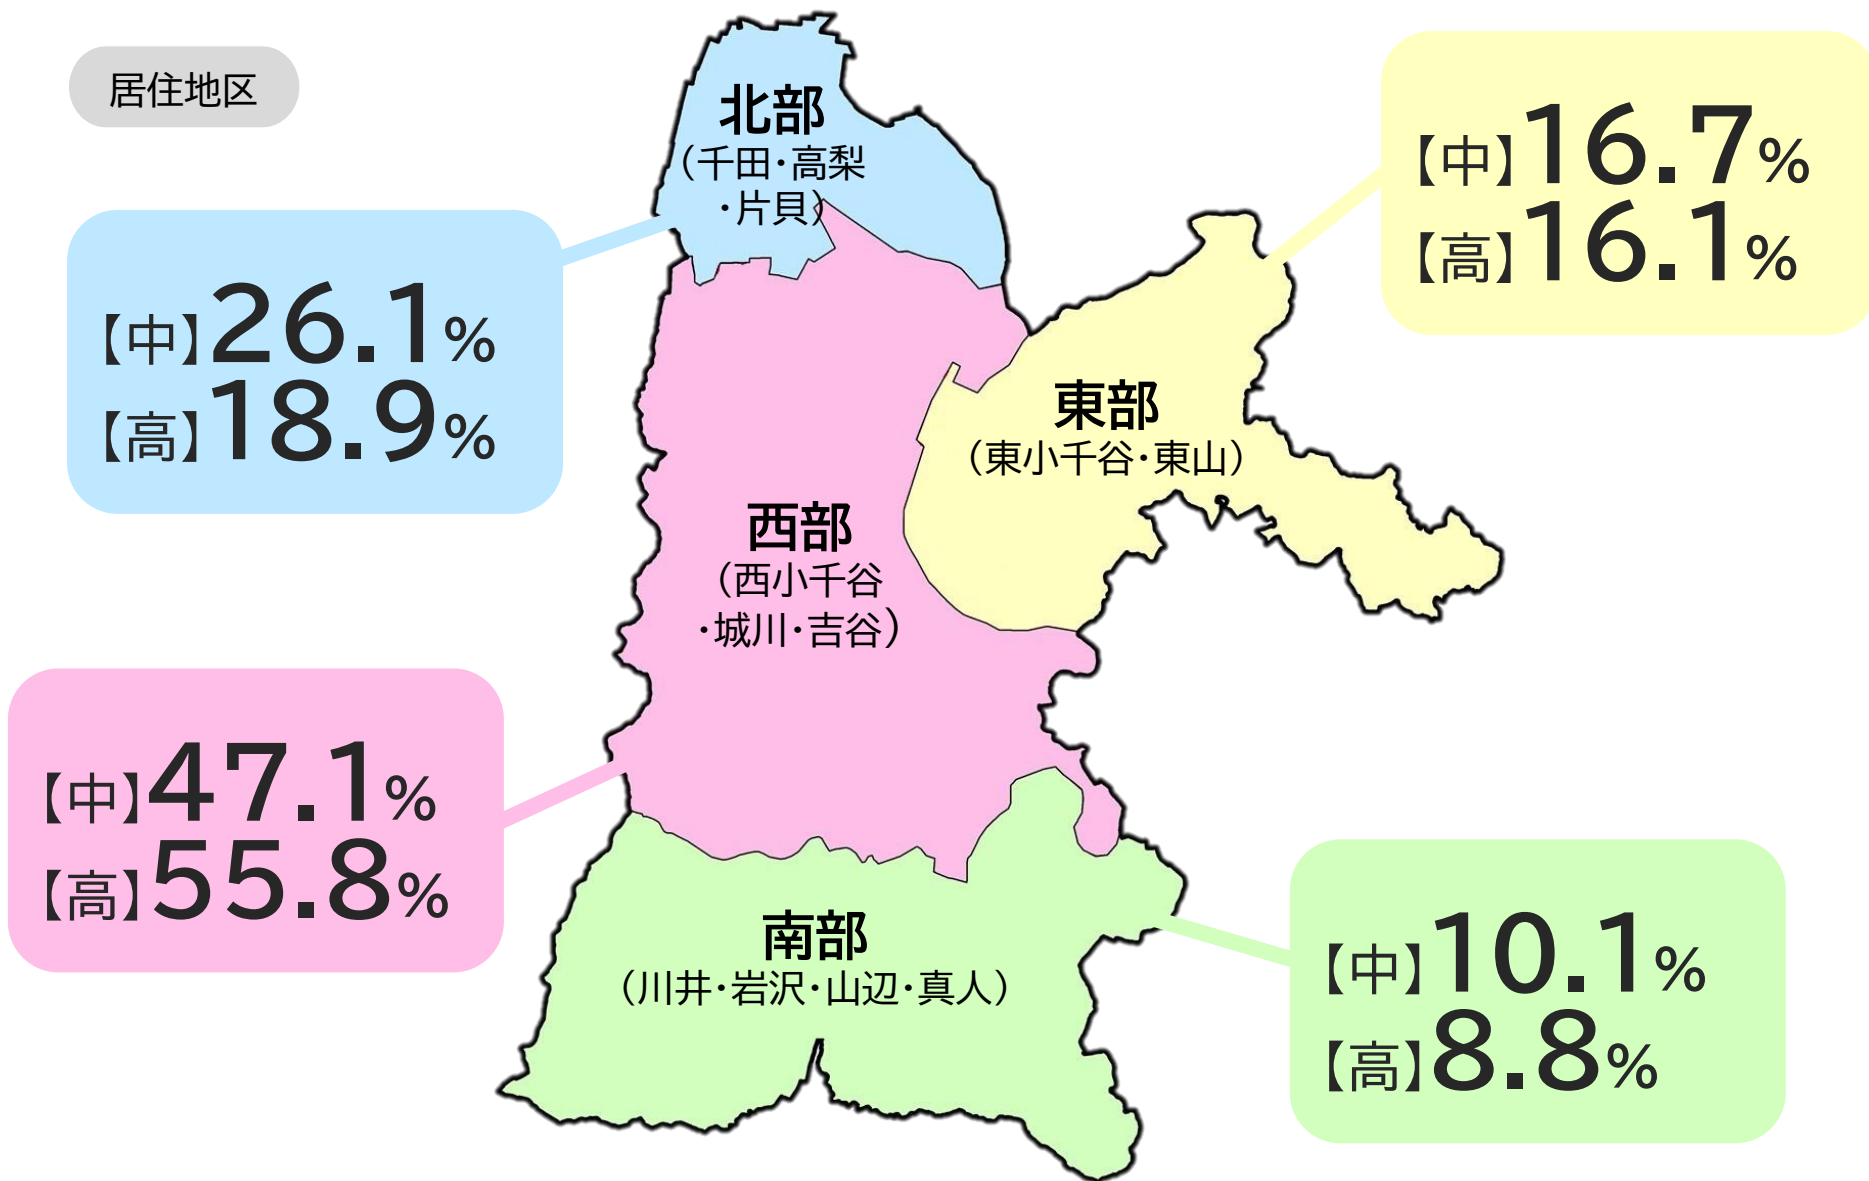 居住地区
北部
（千田・高梨
・片貝）
【中】16.7%
【高】16.1%
【中】26.1%
【高】18.9%
東部
（東小千谷・東山）
西部
（西小千谷
・城川・吉谷）
【中】47.1%
【高】55.8%
南部
（川井・岩沢・山辺・真人）
【中】10.1%
【高】8.8%